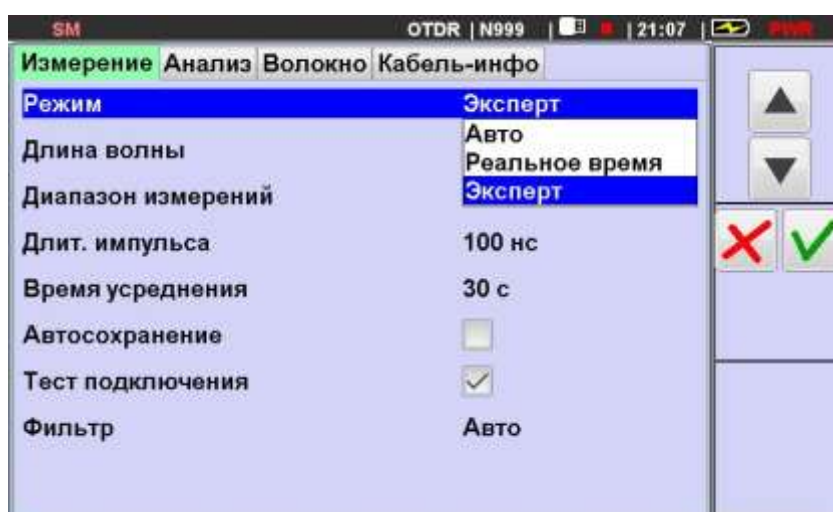 SM OTDR | N999 | | 21:07 | PWR
Измерение Анализ Волокно Кабель-инфо
Режим Эксперт
Авто
Длина волны
Реальное время
Диапазон измерений Эксперт
Длит. импульса 100 нс
Время усреднения 30 с
Автосохранение
Тест подключения
Фильтр Авто